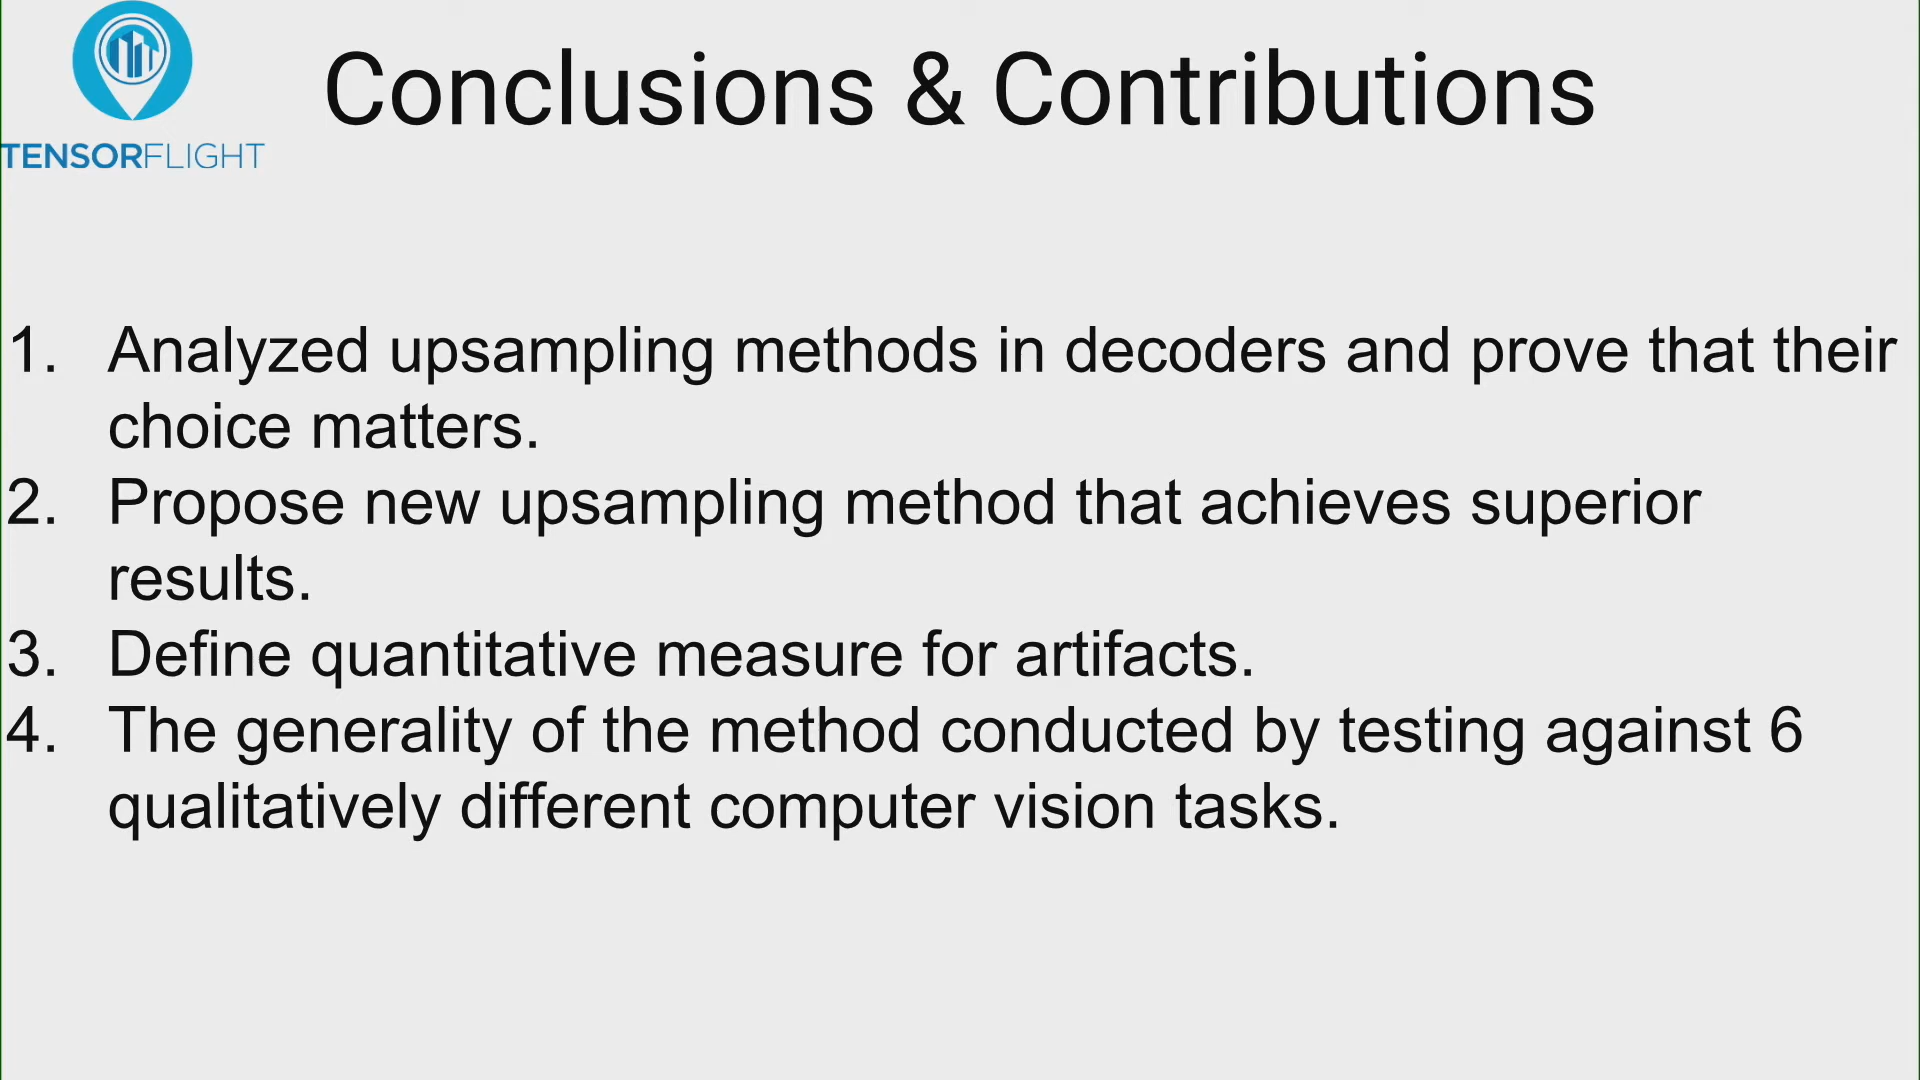 Conclusions & Contributions
TENSORFLIGHT
1. Analyzed upsampling methods in decoders and prove that their
choice matters.
2. Propose new upsampling method that achieves superior
results.
3. Define quantitative measure for artifacts.
4. The generality of the method conducted by testing against 6
qualitatively different computer vision tasks.